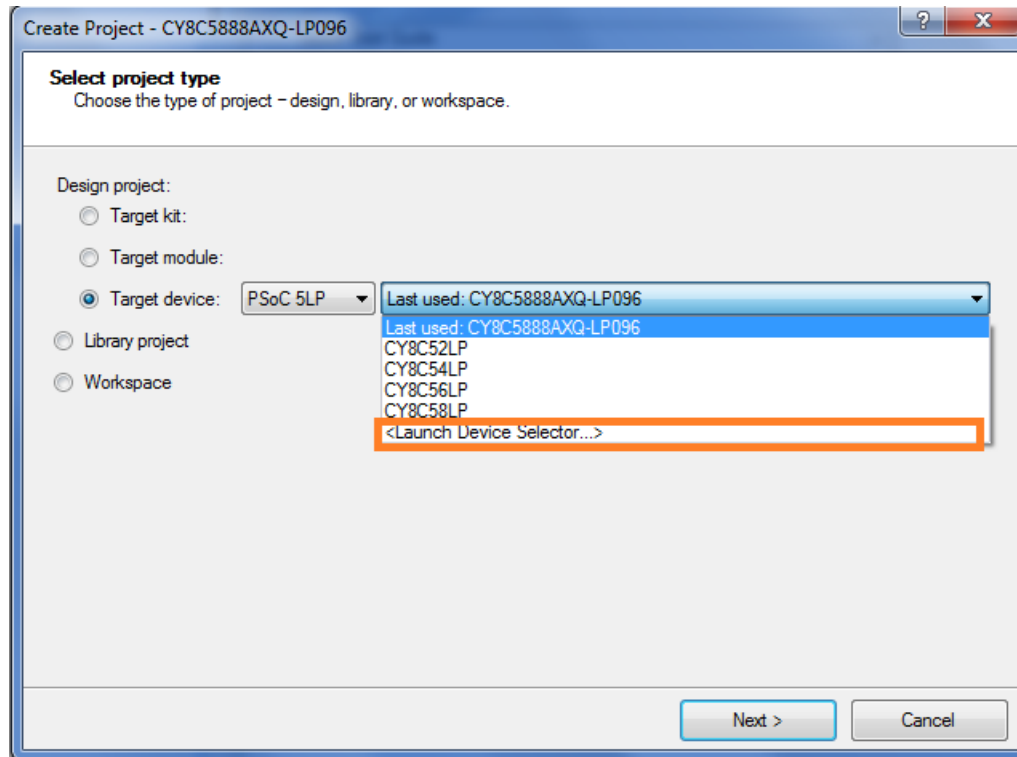 Create Project - CY8C5888AXQ-LP096
Select project type
Choose the type of project - design, library, or workspace.
Design project:
Target kit:
Target module:
Target device: PSoC 5LP Last used: CY8C5888AXQ-LP096
Last used: CY8C5888AXQ-LP096
CY8C52LP
CY8C54LP
CY8C56LP
CY8C58LP
<Launch Device Selector...>
Library project
Workspace
Next > Cancel